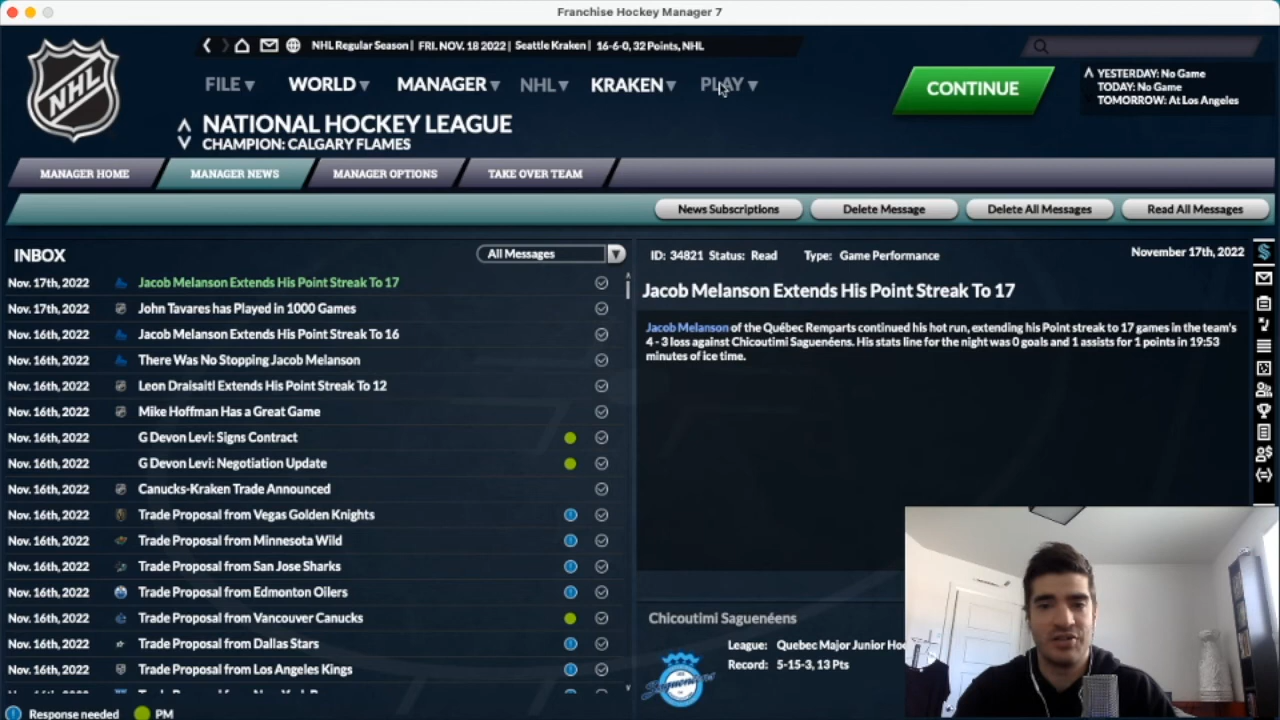 Franchise Hockey Manager 7
NHL Regular Season | FRI. NOV. 18 2022 | Seattle Kraken | 16-6-0, 32 Points, NHL
NHL
FILE WORLD MANAGER NHL KRAKEN PLAY
CONTINUE
YESTERDAY: No Game
TODAY: No Game
TOMORROW: At Los Angeles
NATIONAL HOCKEY LEAGUE
CHAMPION: CALGARY FLAMES
MANAGER HOME MANAGER NEWS MANAGER OPTIONS TAKE OVER TEAM
News Subscriptions Delete Message Delete All Messages Read All Messages
INBOX All Messages
Nov. 17th, 2022 Jacob Melanson Extends His Point Streak To 17
Nov. 17th, 2022 John Tavares has Played in 1000 Games
Nov. 16th, 2022 Jacob Melanson Extends His Point Streak To 16
Nov. 16th, 2022 There Was No Stopping Jacob Melanson
Nov. 16th, 2022 Leon Draisaitl Extends His Point Streak To 12
Nov. 16th, 2022 Mike Hoffman Has a Great Game
Nov. 16th, 2022 G Devon Levi: Signs Contract
Nov. 16th, 2022 G Devon Levi: Negotiation Update
Nov. 16th, 2022 Canucks-Kraken Trade Announced
Nov. 16th, 2022 Trade Proposal from Vegas Golden Knights
Nov. 16th, 2022 Trade Proposal from Minnesota Wild
Nov. 16th, 2022 Trade Proposal from San Jose Sharks
Nov. 16th, 2022 Trade Proposal from Edmonton Oilers
Nov. 16th, 2022 Trade Proposal from Vancouver Canucks
Nov. 16th, 2022 Trade Proposal from Dallas Stars
Nov. 16th, 2022 Trade Proposal from Los Angeles Kings
Response needed PM
ID: 34821 Status: Read Type: Game Performance November 17th, 2022
Jacob Melanson Extends His Point Streak To 17
Jacob Melanson of the Québec Remparts continued his hot run, extending his Point streak to 17 games in the team's
4 - 3 loss against Chicoutimi Saguenéens. His stats line for the night was 0 goals and 1 assists for 1 points in 19:53
minutes of ice time.
Chicoutimi Saguenéens
League: Quebec Major Junior Ho
Record: 5-15-3, 13 Pts